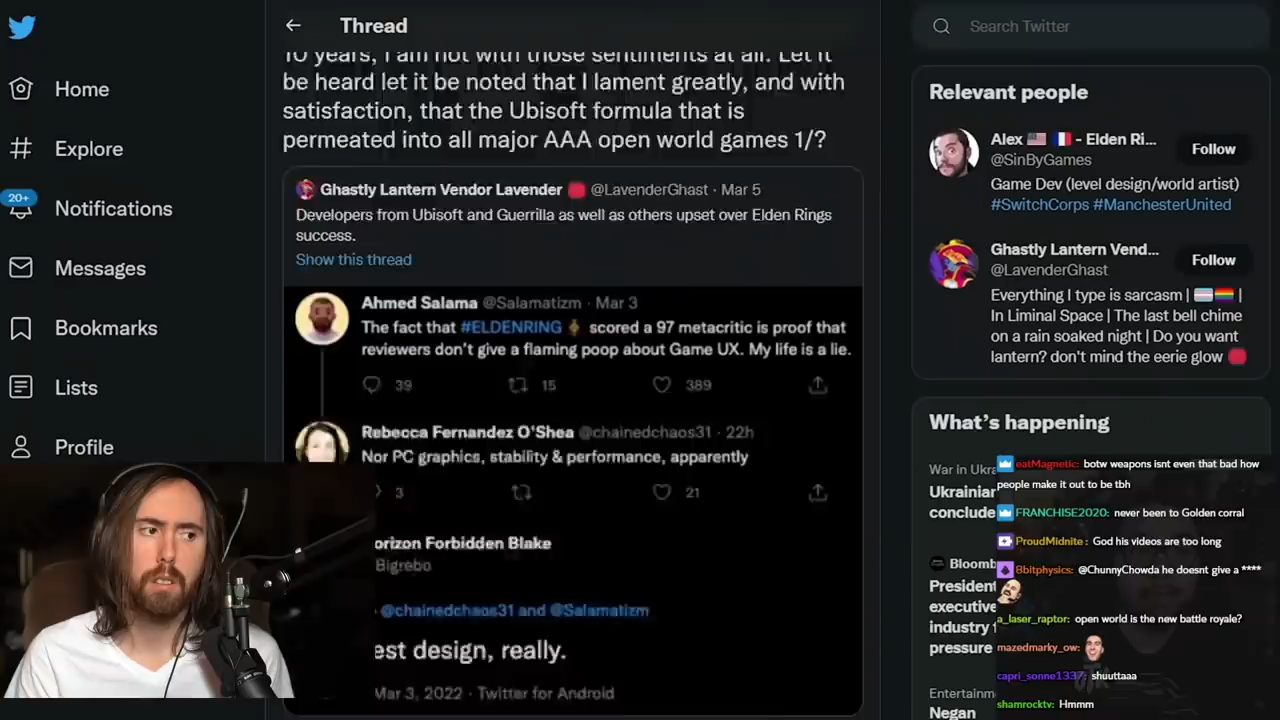 Home
Explore
20+
Notifications
Messages
Bookmarks
Lists
Profile
Thread
10 years, I am not with those sentiments at all. Let it
be heard let it be noted that I lament greatly, and with
satisfaction, that the Ubisoft formula that is
permeated into all major AAA open world games 1/?
Ghastly Lantern Vendor Lavender @LavenderGhast · Mar 5
Developers from Ubisoft and Guerrilla as well as others upset over Elden Rings
success.
Show this thread
Ahmed Salama @Salamatizm · Mar 3
The fact that #ELDENRING scored a 97 metacritic is proof that
reviewers don't give a flaming poop about Game UX. My life is a lie.
39 15 389
Rebecca Fernandez O'Shea @chainedchaos31 · 22h
Nor PC graphics, stability & performance, apparently
3 21
orizon Forbidden Blake
Bigrebo
@chainedchaos31 and @Salamatizm
est design, really.
Mar 3, 2022 · Twitter for Android
Search Twitter
Relevant people
Alex 🇺🇸 🇫🇷 - Elden Ri...
@SinByGames
Follow
Game Dev (level design/world artist)
#SwitchCorps #ManchesterUnited
Ghastly Lantern Vend...
@LavenderGhast
Follow
Everything I type is sarcasm | |
In Liminal Space | The last bell chime
on a rain soaked night | Do you want
lantern? don't mind the eerie glow
What's happening
War in Ukra
Ukrainian
conclude
Bloomb
President
executive
industry
pressure
Entertainm
Negan
eatMagnetic: botw weapons isnt even that bad how
people make it out to be tbh
FRANCHISE2020: never been to Golden corral
ProudMidnite: God his videos are too long
8bitphysics: @ChunnyChowda he doesnt give a ****
a_laser_raptor: open world is the new battle royale?
mazedmarky_ow:
capri_sonne1337: shuuttaaa
shamrocktv: Hmmm